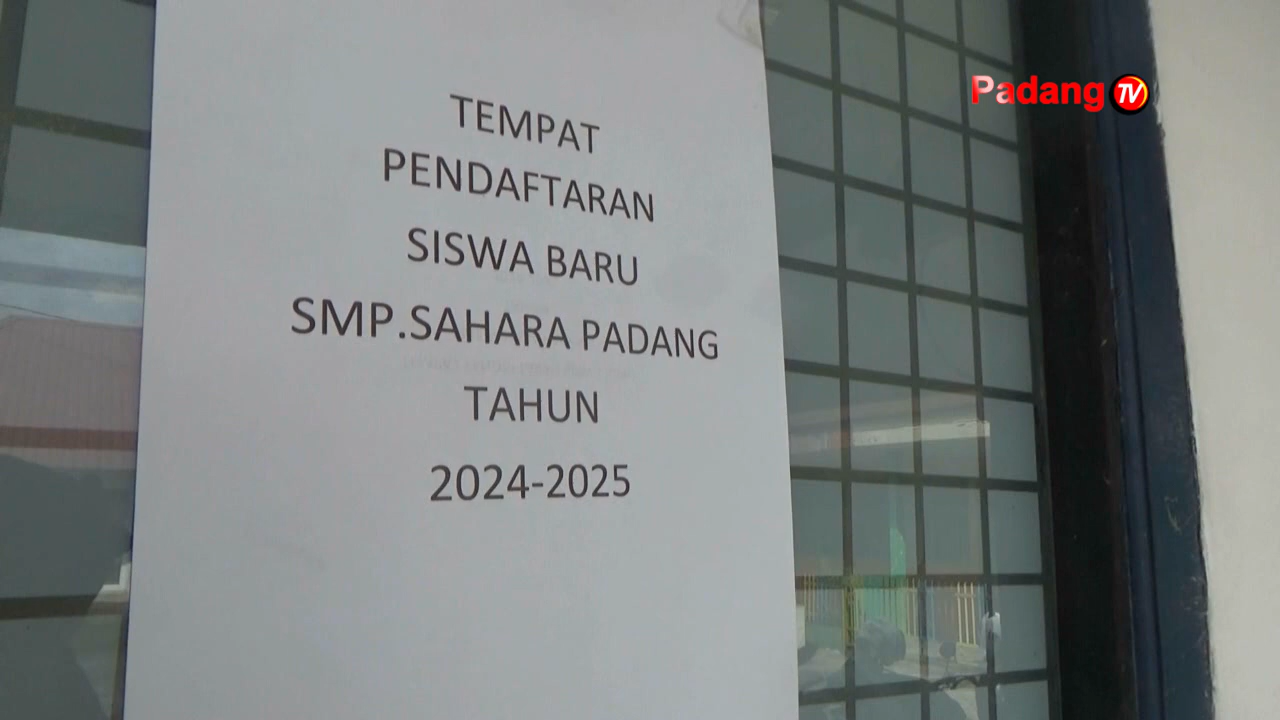 Padang TV
TEMPAT
PENDAFTARAN
SISWA BARU
SMP.SAHARA PADANG
TAHUN
2024-2025